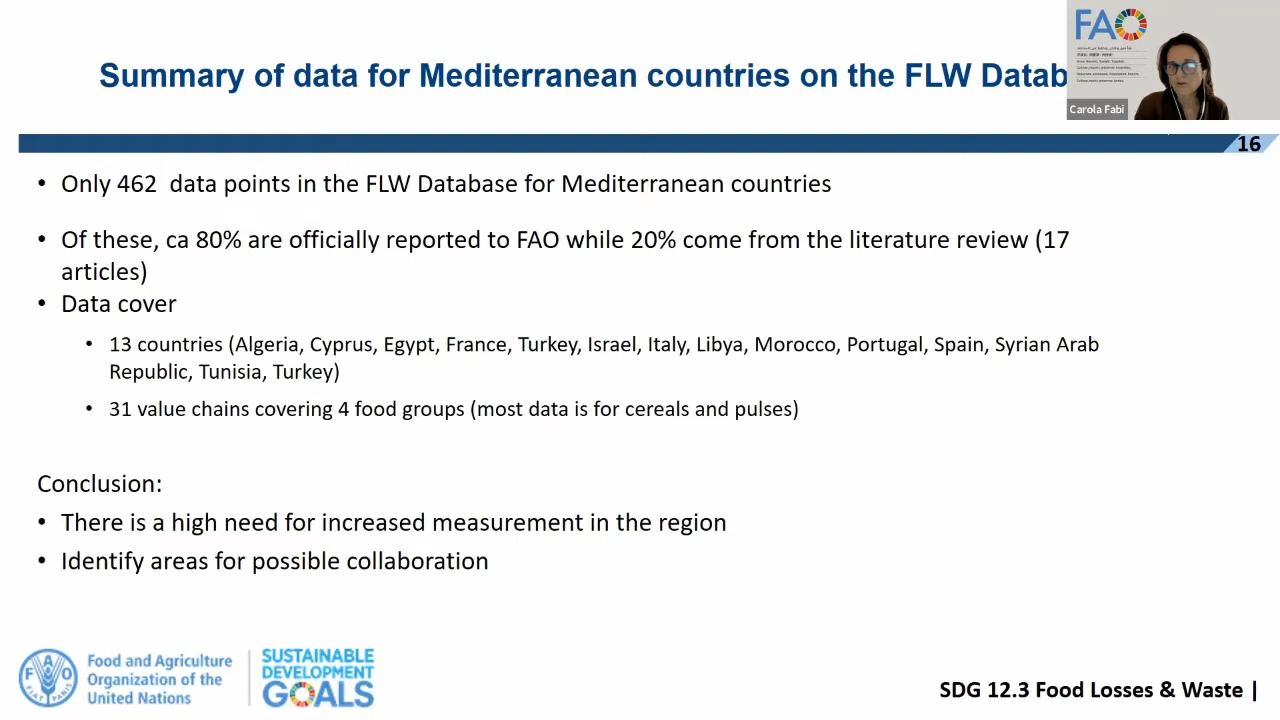 Summary of data for Mediterranean countries on the FLW Datab
FAO
Carola Fabi
16
• Only 462 data points in the FLW Database for Mediterranean countries
• Of these, ca 80% are officially reported to FAO while 20% come from the literature review (17
articles)
• Data cover
• 13 countries (Algeria, Cyprus, Egypt, France, Turkey, Israel, Italy, Libya, Morocco, Portugal, Spain, Syrian Arab
Republic, Tunisia, Turkey)
• 31 value chains covering 4 food groups (most data is for cereals and pulses)
Conclusion:
• There is a high need for increased measurement in the region
• Identify areas for possible collaboration
FAO
FIAT PANIS
Food and Agriculture
Organization of the
United Nations
SUSTAINABLE
DEVELOPMENT
GOALS
SDG 12.3 Food Losses & Waste |